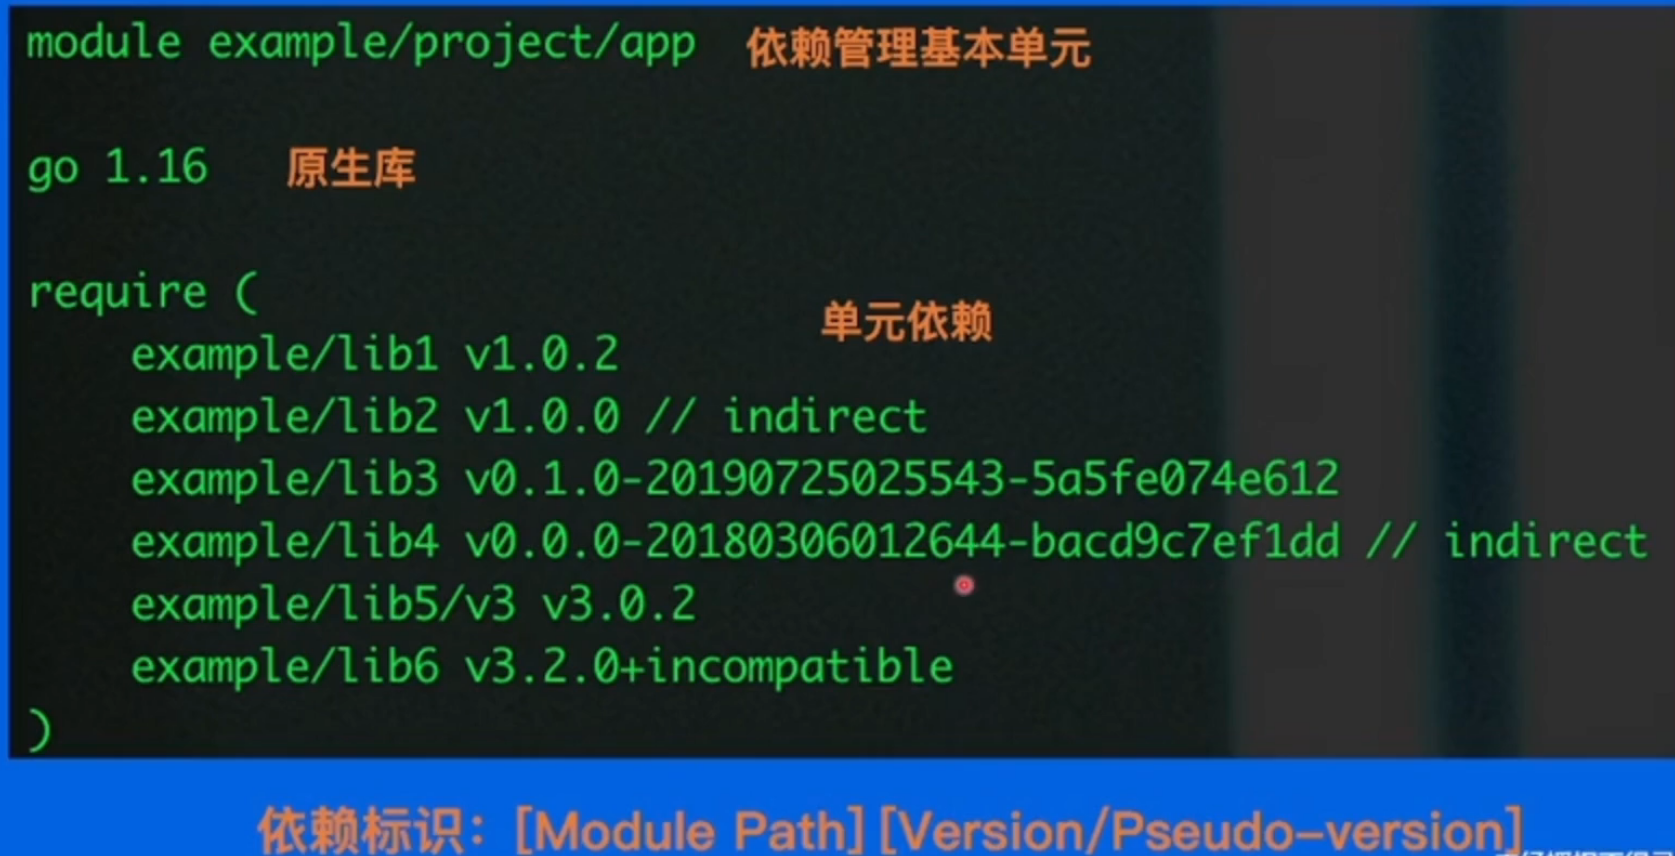 module example/project/app 依赖管理基本单元
go 1.16 原生库
require (
单元依赖
example/lib1 v1.0.2
example/lib2 v1.0.0 // indirect
example/lib3 v0.1.0-20190725025543-5a5fe074e612
example/lib4 v0.0.0-20180306012644-bacd9c7ef1dd // indirect
example/lib5/v3 v3.0.2
example/lib6 v3.2.0+incompatible
)
依赖标识：[Module Path][Version/Pseudo-version]